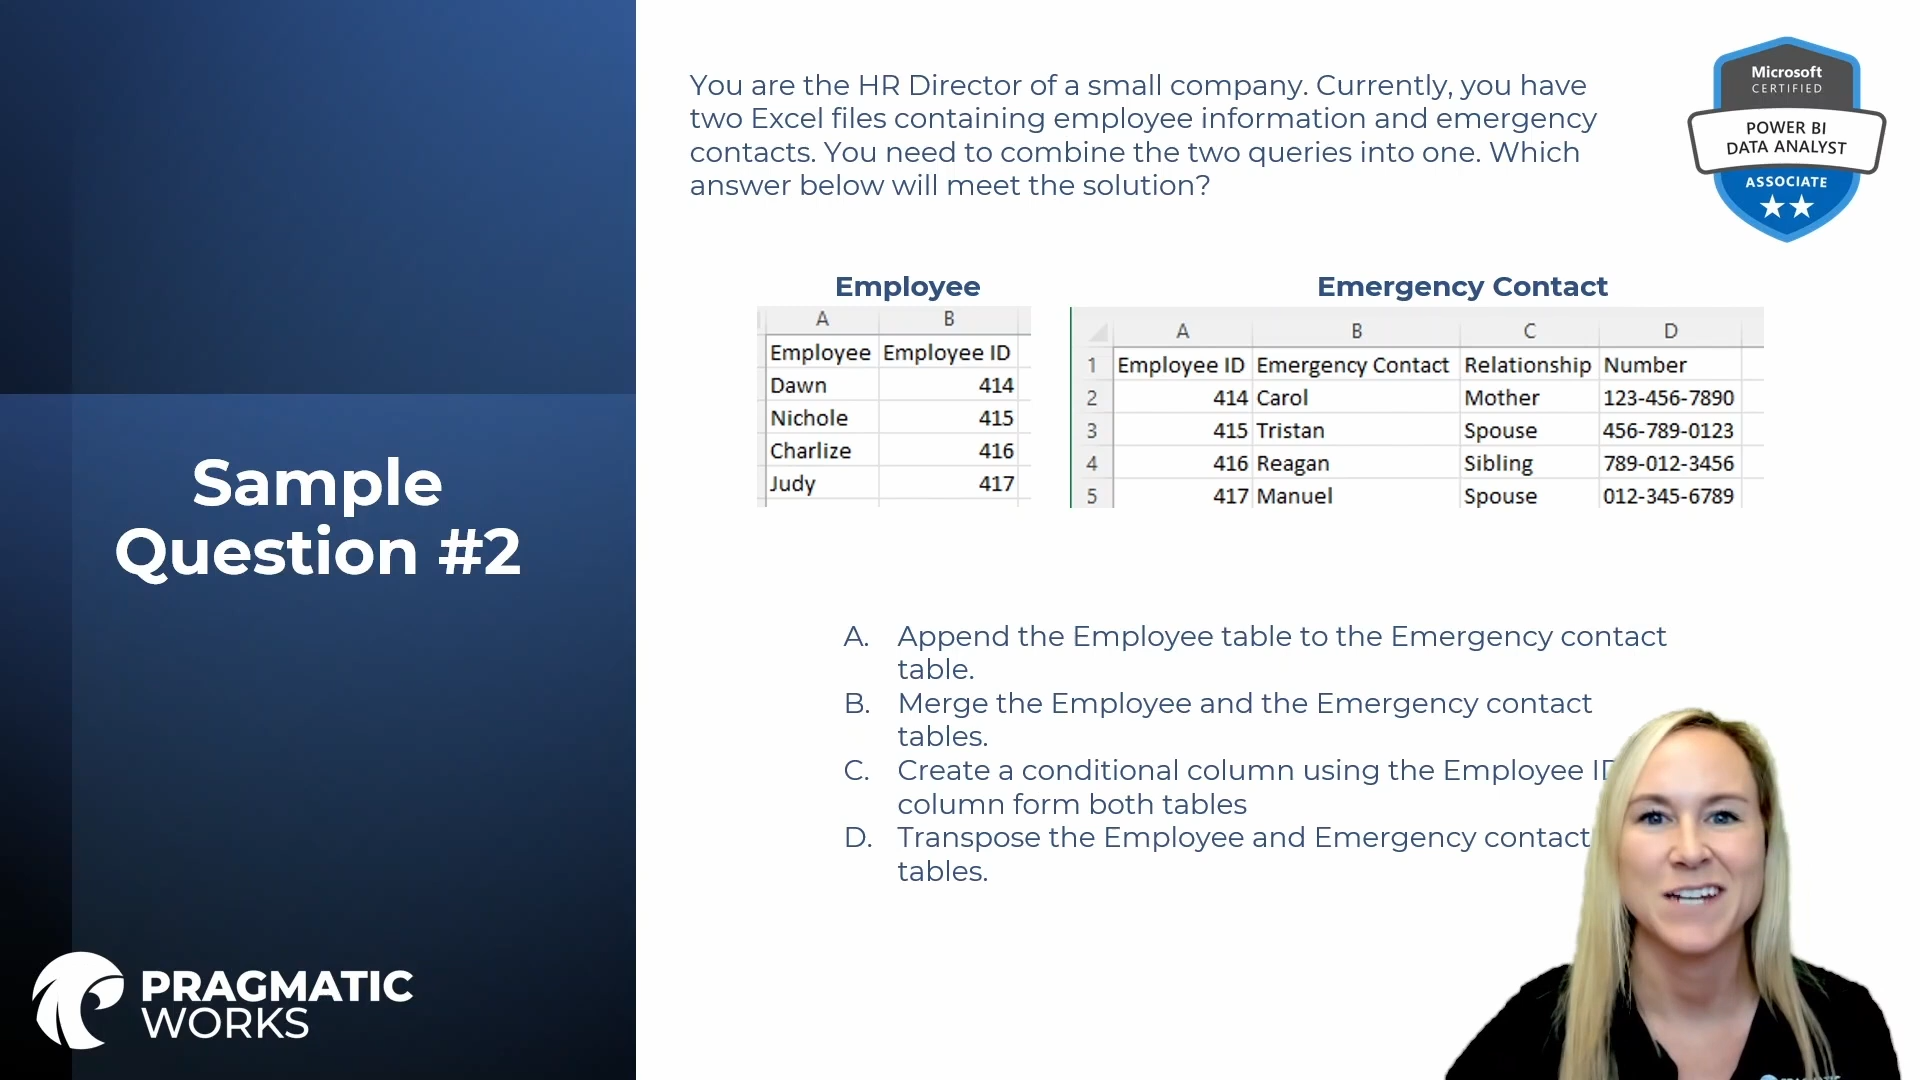 You are the HR Director of a small company. Currently, you have
two Excel files containing employee information and emergency
contacts. You need to combine the two queries into one. Which
answer below will meet the solution?
Microsoft
CERTIFIED
POWER BI
DATA ANALYST
ASSOCIATE
Sample
Question #2
Employee
A B
Employee Employee ID
Dawn 414
Nichole 415
Charlize 416
Judy 417
Emergency Contact
A B C D
1 Employee ID Emergency Contact Relationship Number
2 414 Carol Mother 123-456-7890
3 415 Tristan Spouse 456-789-0123
4 416 Reagan Sibling 789-012-3456
5 417 Manuel Spouse 012-345-6789
A. Append the Employee table to the Emergency contact
table.
B. Merge the Employee and the Emergency contact
tables.
C. Create a conditional column using the Employee ID
column form both tables
D. Transpose the Employee and Emergency contact
tables.
PRAGMATIC
WORKS